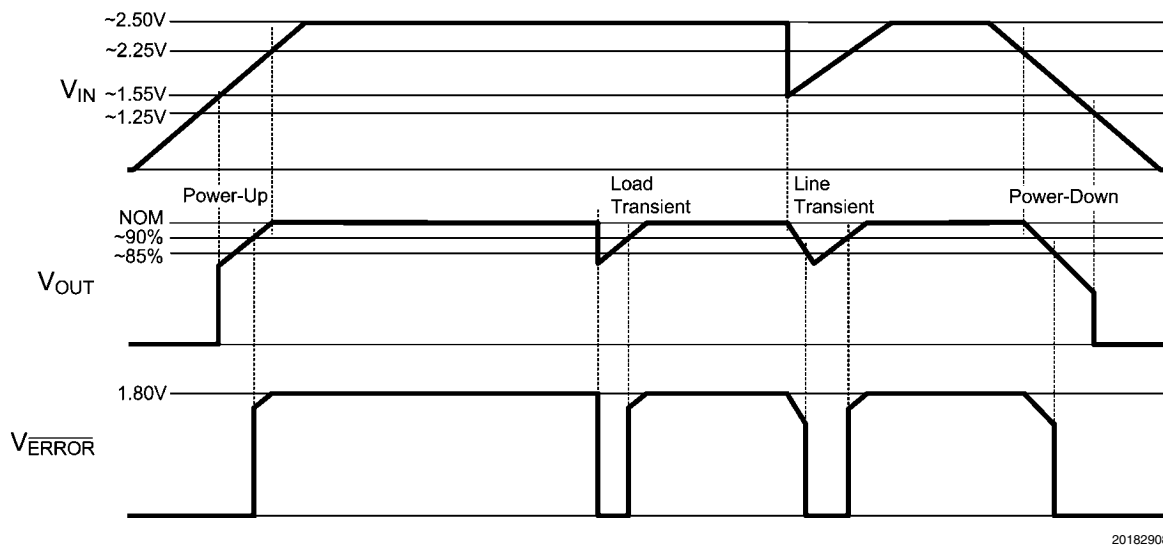 ~2.50V
~2.25V
VIN
~1.55V
~1.25V
Power-Up
Load
Transient
Line
Transient
Power-Down
NOM
~90%
~85%
VOUT
1.80V
VERROR